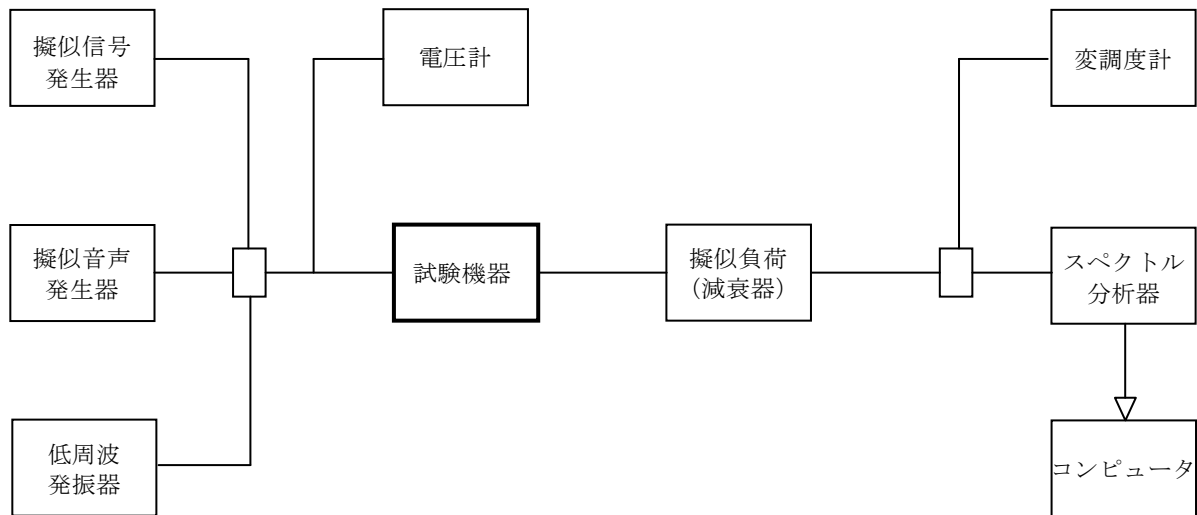 擬似信号
発生器
電圧計
変調度計
擬似音声
発生器
試験機器
擬似負荷
（減衰器）
スペクトル
分析器
低周波
発振器
コンピュータ